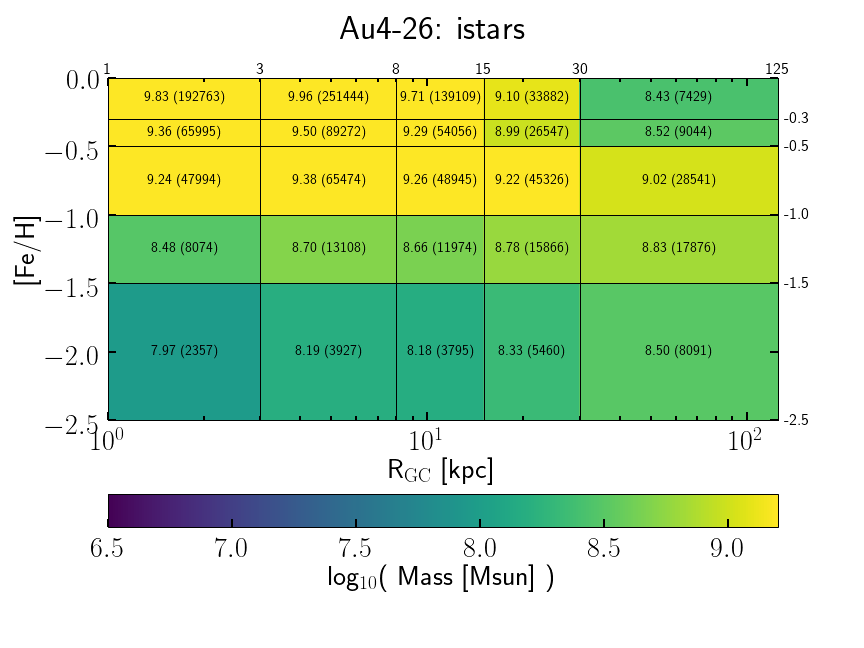 Au4-26: istars
1 3 8 15 30 125
0.0 9.83 (192763) 9.96 (251444) 9.71 (139109) 9.10 (33882) 8.43 (7429)
-0.3
9.36 (65995) 9.50 (89272) 9.29 (54056) 8.99 (26547) 8.52 (9044)
−0.5 -0.5
9.24 (47994) 9.38 (65474) 9.26 (48945) 9.22 (45326) 9.02 (28541)
−1.0 -1.0
[Fe/H]
8.48 (8074) 8.70 (13108) 8.66 (11974) 8.78 (15866) 8.83 (17876)
−1.5 -1.5
−2.0 7.97 (2357) 8.19 (3927) 8.18 (3795) 8.33 (5460) 8.50 (8091)
−2.5 -2.5
10⁰ 10¹ 10²
R_GC [kpc]
6.5 7.0 7.5 8.0 8.5 9.0
log₁₀( Mass [Msun] )